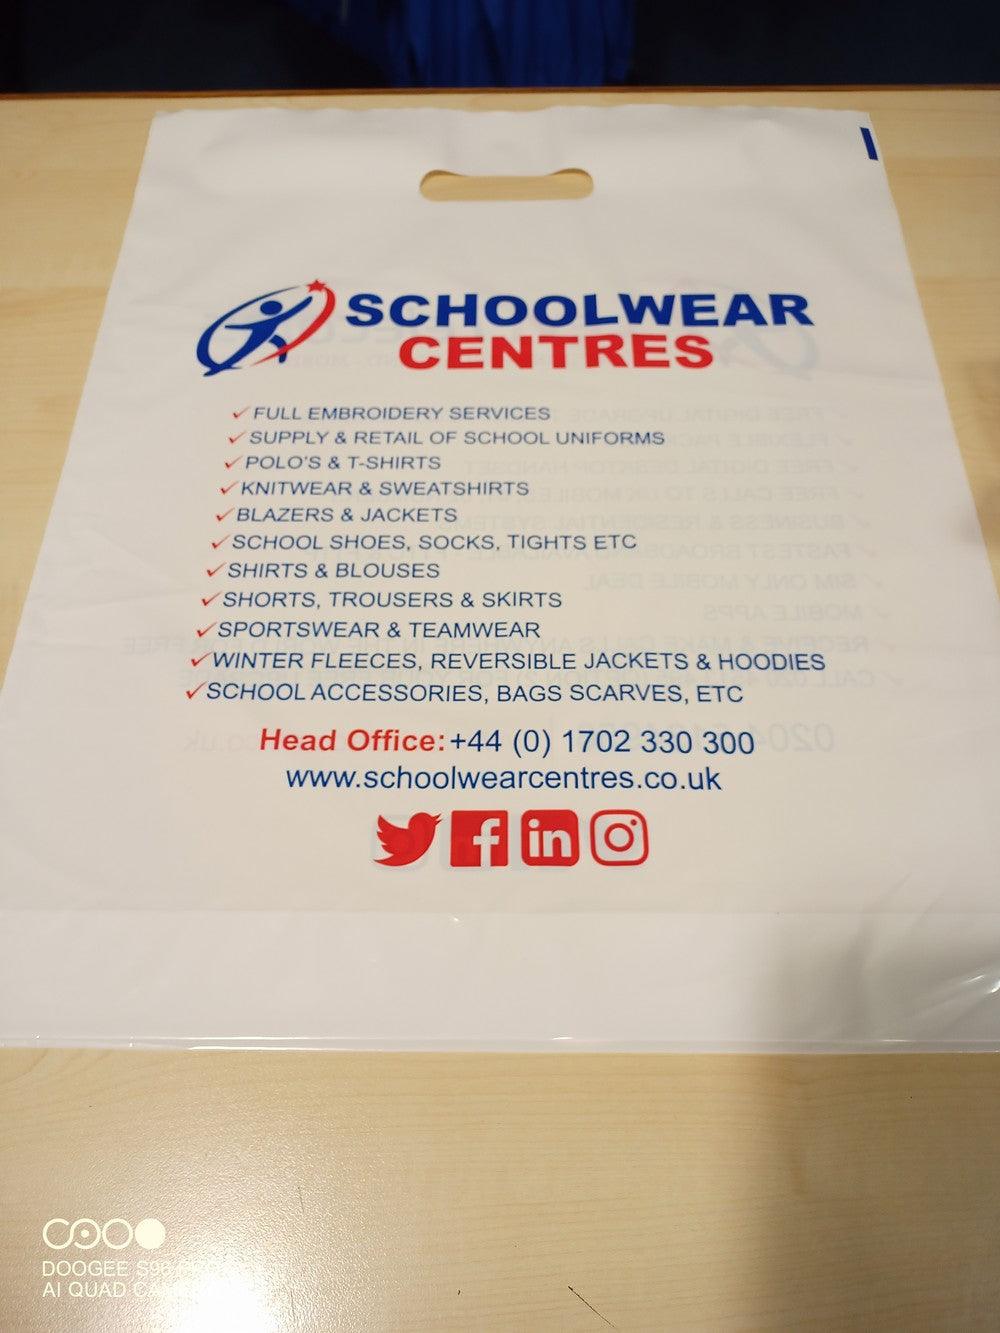 SCHOOLWEAR
CENTRES
FULL EMBROIDERY SERVICES
SUPPLY & RETAIL OF SCHOOL UNIFORMS
POLO'S & T-SHIRTS
KNITWEAR & SWEATSHIRTS
BLAZERS & JACKETS
SCHOOL SHOES, SOCKS, TIGHTS ETC
SHIRTS & BLOUSES
SHORTS, TROUSERS & SKIRTS
SPORTSWEAR & TEAMWEAR
WINTER FLEECES, REVERSIBLE JACKETS & HOODIES
SCHOOL ACCESSORIES, BAGS SCARVES, ETC
Head Office: +44 (0) 1702 330 300
www.schoolwearcentres.co.uk
DOOGEE
AI QUAD